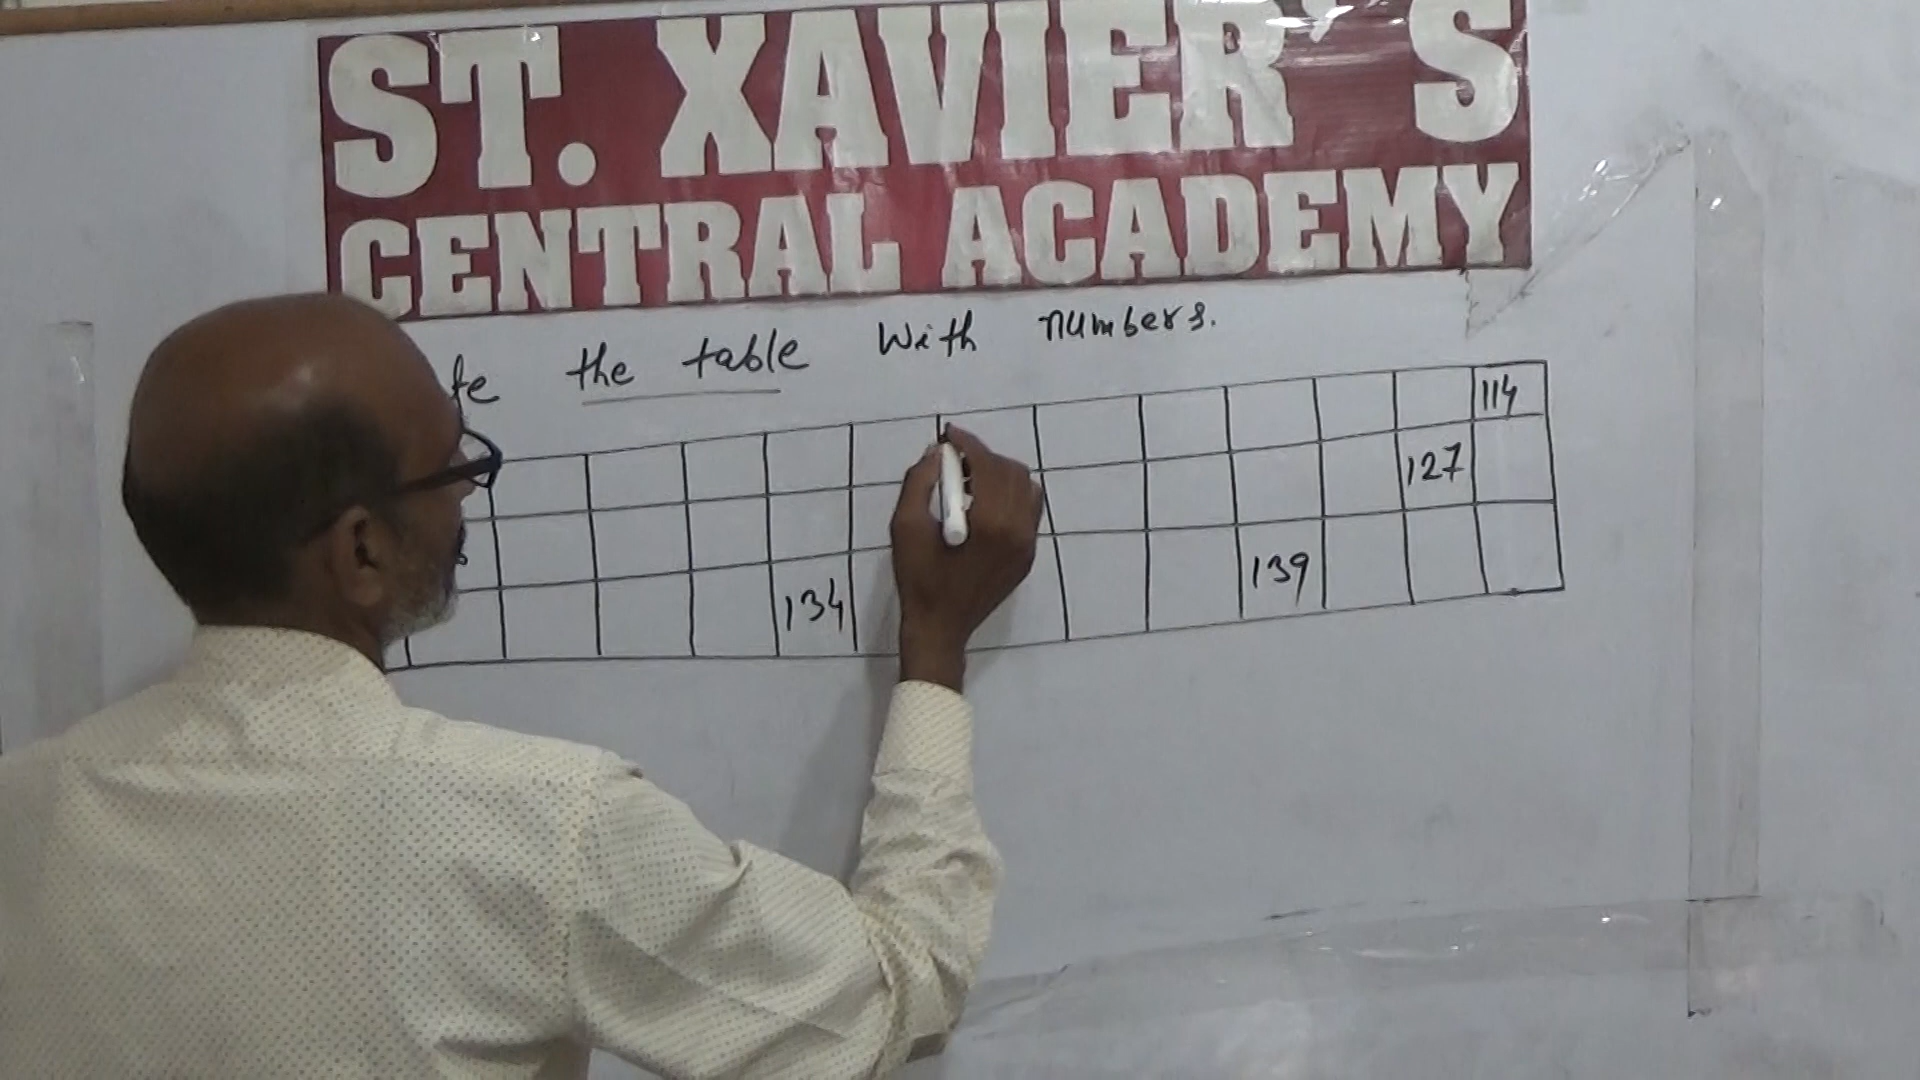 ST. XAVIER'S
CENTRAL ACADEMY
te the table With numbers.
114
127
134 139